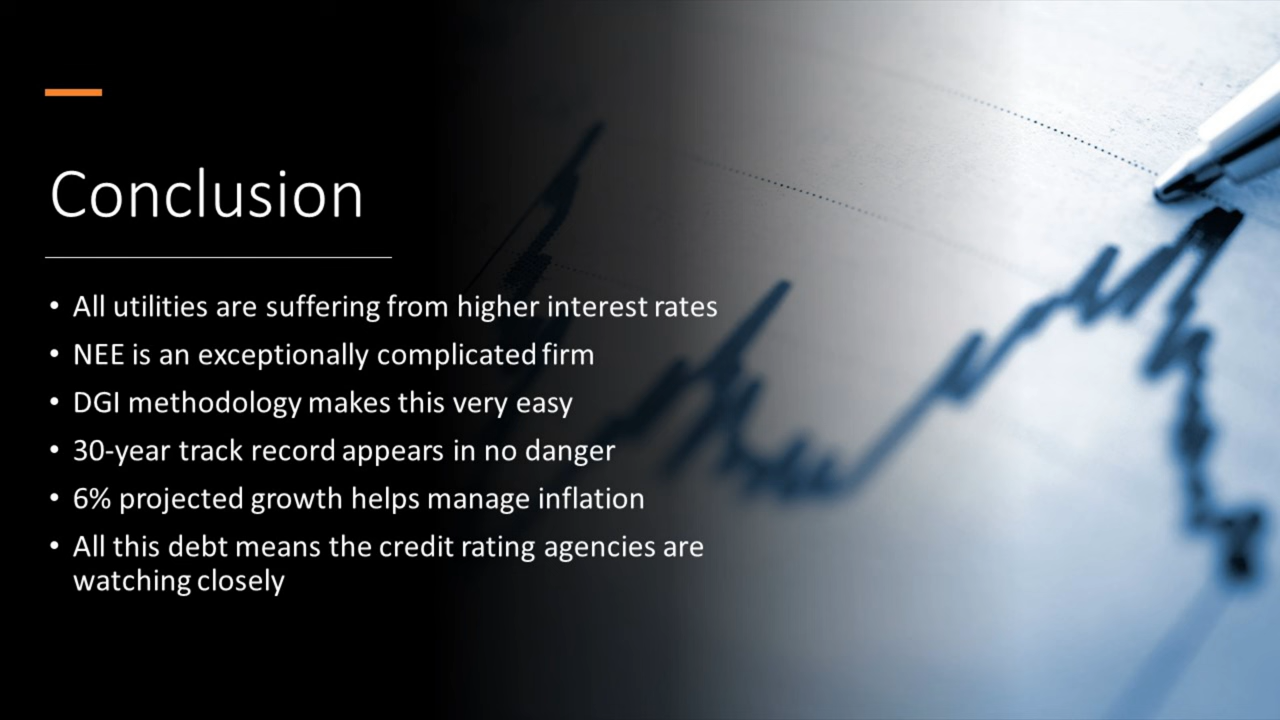 Conclusion
• All utilities are suffering from higher interest rates
• NEE is an exceptionally complicated firm
• DGI methodology makes this very easy
• 30-year track record appears in no danger
• 6% projected growth helps manage inflation
• All this debt means the credit rating agencies are
watching closely